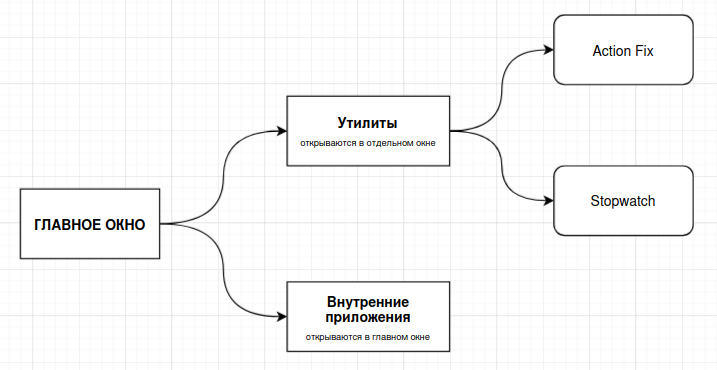 Action Fix
Утилиты
открываются в отдельном окне
Stopwatch
ГЛАВНОЕ ОКНО
Внутренние
приложения
открываются в главном окне